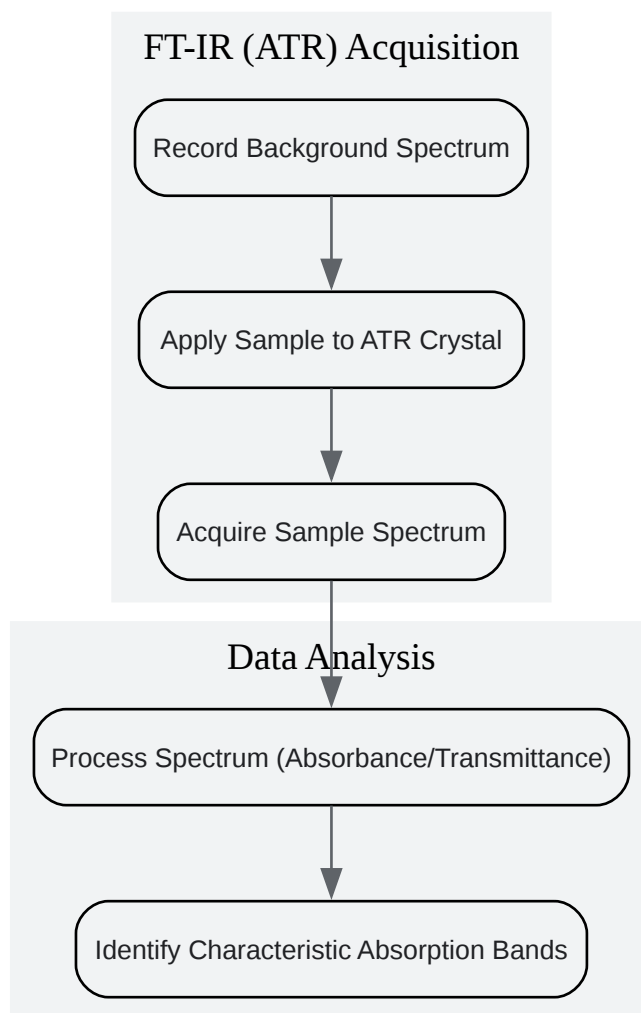 FT-IR (ATR) Acquisition
Record Background Spectrum
Apply Sample to ATR Crystal
Acquire Sample Spectrum
Data Analysis
Process Spectrum (Absorbance/Transmittance)
Identify Characteristic Absorption Bands